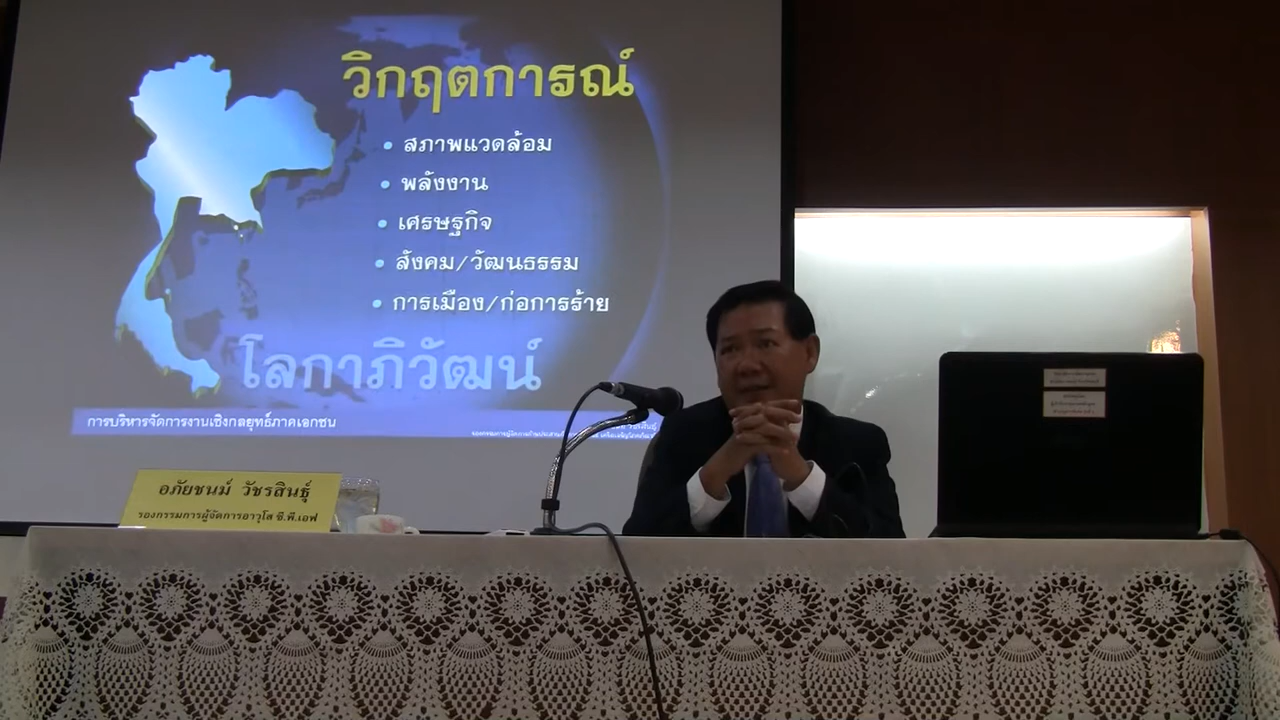 วิกฤตการณ์
• สภาพแวดล้อม
• พลังงาน
• เศรษฐกิจ
• สังคม/วัฒนธรรม
• การเมือง/ก่อการร้าย
โลกาภิวัฒน์
การบริหารจัดการงานเชิงกลยุทธ์ภาคเอกชน
อภัยชนม์ วัชรสินธุ์
รองกรรมการผู้จัดการอาวุโส ซี.พี.เอฟ